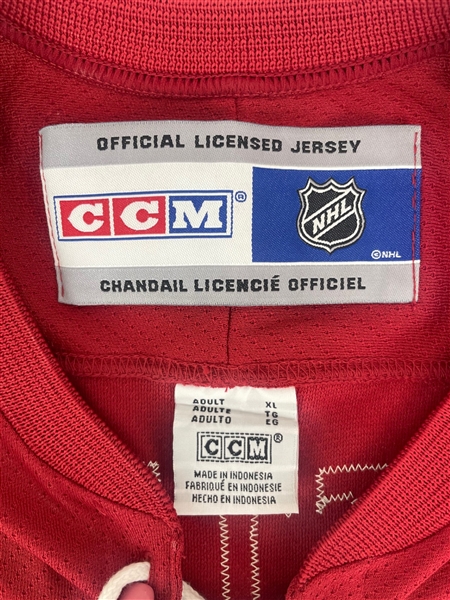 OFFICIAL LICENSED JERSEY
CCM®
NHL
©NHL
CHANDAIL LICENCIÉ OFFICIEL
ADULT XL
ADULTE TG
ADULTO EG
CCM®
MADE IN INDONESIA
FABRIQUÉ EN INDONESIE
HECHO EN INDONESIA